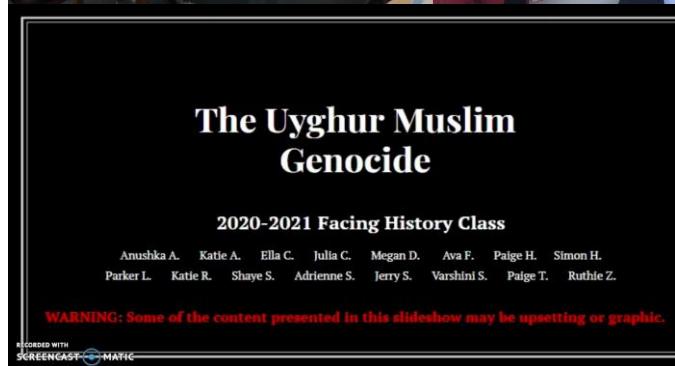 The Uyghur Muslim
Genocide
2020-2021 Facing History Class
Anushka A. Katie A. Ella C. Julia C. Megan D. Ava F. Paige H. Simon H.
Parker L. Katie R. Shaye S. Adrienne S. Jerry S. Varshini S. Paige T. Ruthie Z.
WARNING: Some of the content presented in this slideshow may be upsetting or graphic.
RECORDED WITH
SCREENCAST MATIC